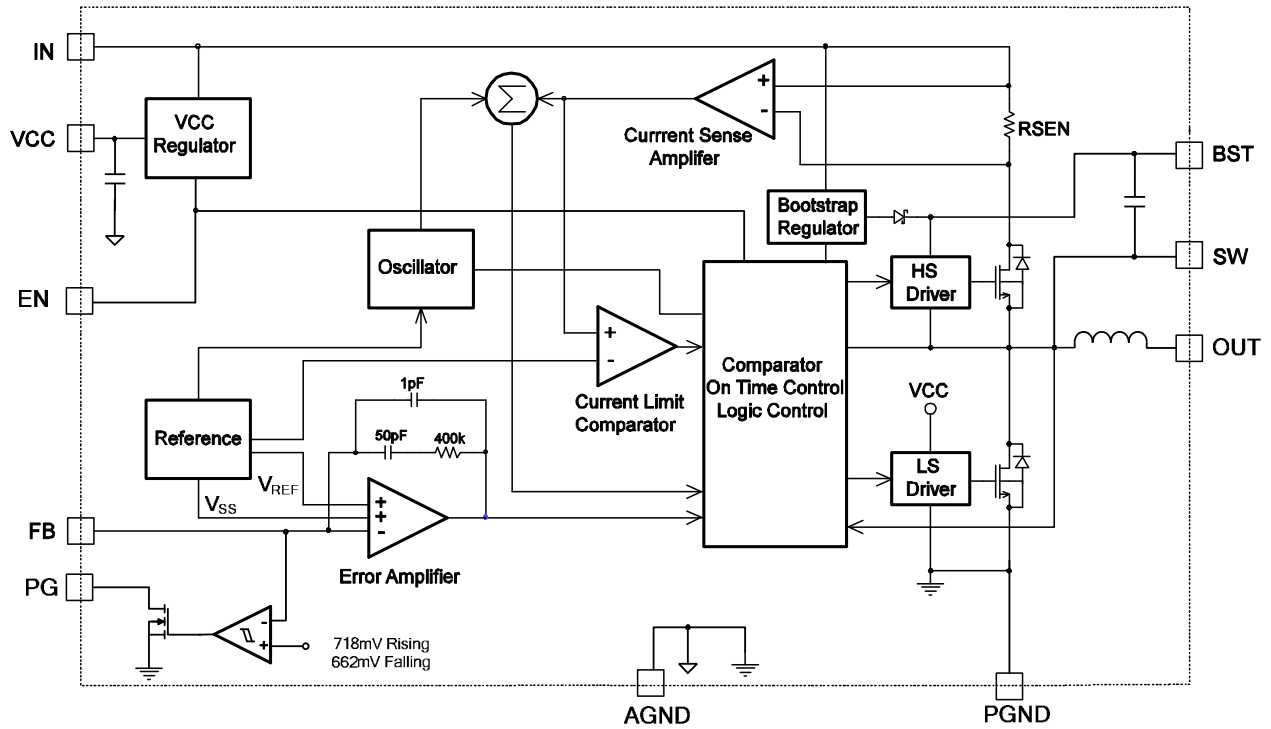 IN
VCC
Regulator
VCC
Σ
+
-
Currrent Sense
Amplifer
RSEN
BST
Bootstrap
Regulator
SW
Oscillator
HS
Driver
EN
+
-
Current Limit
Comparator
Comparator
On Time Control
Logic Control
OUT
1pF
50pF
400k
VCC
Reference
LS
Driver
VREF
VSS
+
+
-
Error Amplifier
FB
PG
-
+
718mV Rising
662mV Falling
AGND
PGND